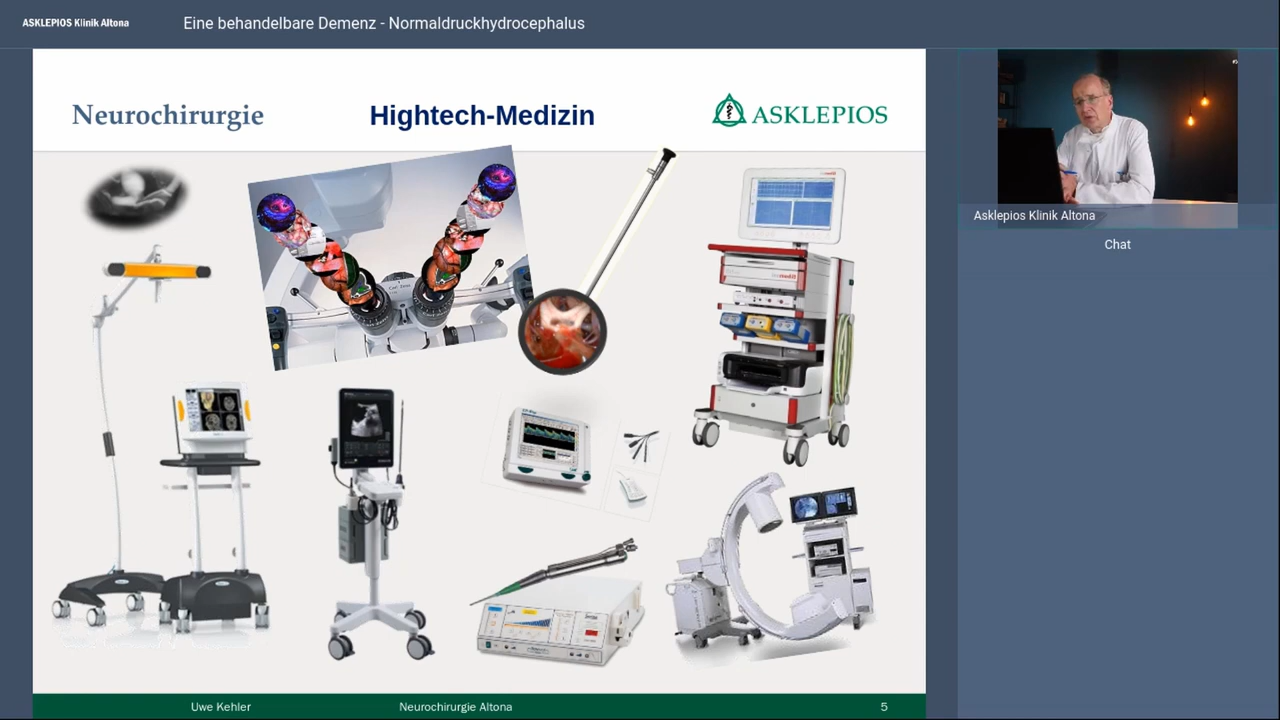 ASKLEPIOS Klinik Altona
Eine behandelbare Demenz - Normaldruckhydrocephalus
Neurochirurgie
Hightech-Medizin
ASKLEPIOS
Asklepios Klinik Altona
Chat
Uwe Kehler
Neurochirurgie Altona
5